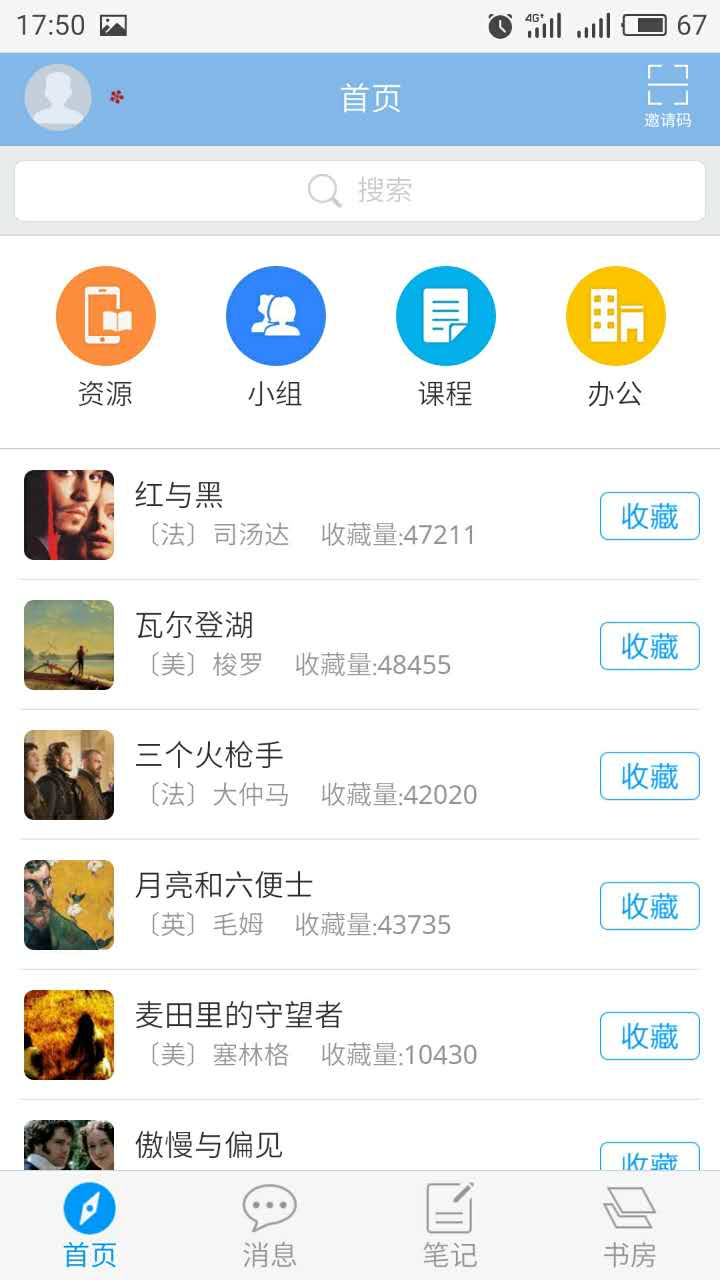 17:50 4G+ 67
首页
邀请码
搜索
资源 小组 课程 办公
红与黑
〔法〕司汤达 收藏量:47211
收藏
瓦尔登湖
〔美〕梭罗 收藏量:48455
收藏
三个火枪手
〔法〕大仲马 收藏量:42020
收藏
月亮和六便士
〔英〕毛姆 收藏量:43735
收藏
麦田里的守望者
〔美〕塞林格 收藏量:10430
收藏
傲慢与偏见
收藏
首页 消息 笔记 书房